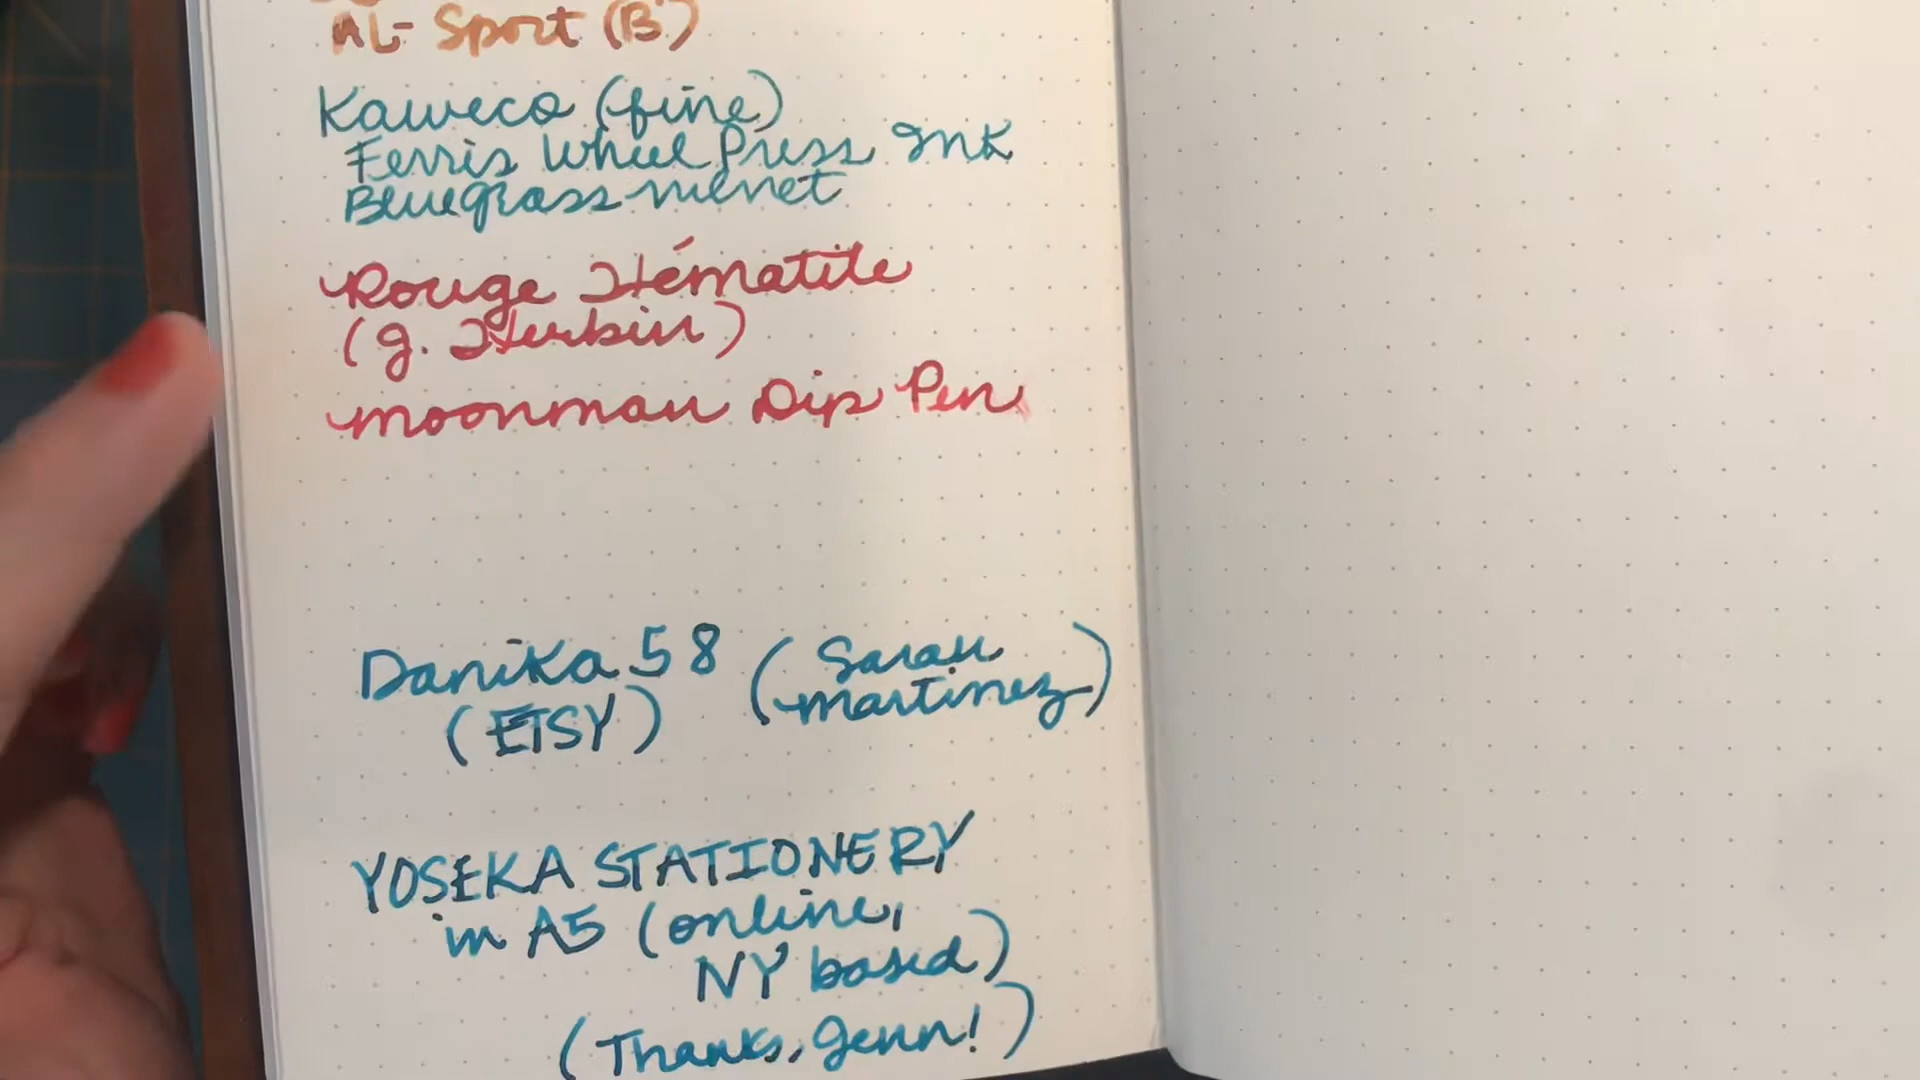 AL-Sport (B)
Kaweco (fine)
Ferris Wheel Press Ink
Bluegrass velvet
Rouge Hématite
(J. Herbin)
moonman Dip Pen
Danika 58 (Sarah
martinez)
(ETSY)
YOSEKA STATIONERY
in A5 (online,
NY based)
(Thanks, Jenn!)